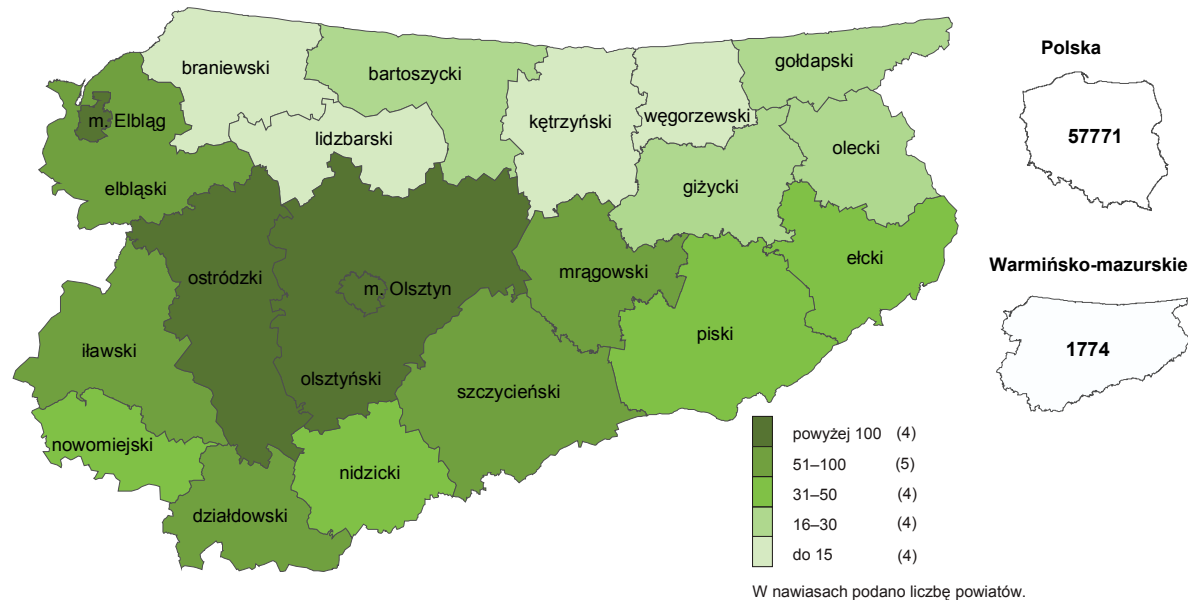 braniewski
bartoszycki
gołdapski
Polska
m. Elbląg
lidzbarski
kętrzyński
węgorzewski
olecki
57771
elbląski
giżycki
ostródzki
m. Olsztyn
mrągowski
ełcki
Warmińsko-mazurskie
iławski
olsztyński
szczycieński
piski
1774
nowomiejski
nidzicki
działdowski
powyżej 100 (4)
51–100 (5)
31–50 (4)
16–30 (4)
do 15 (4)
W nawiasach podano liczbę powiatów.